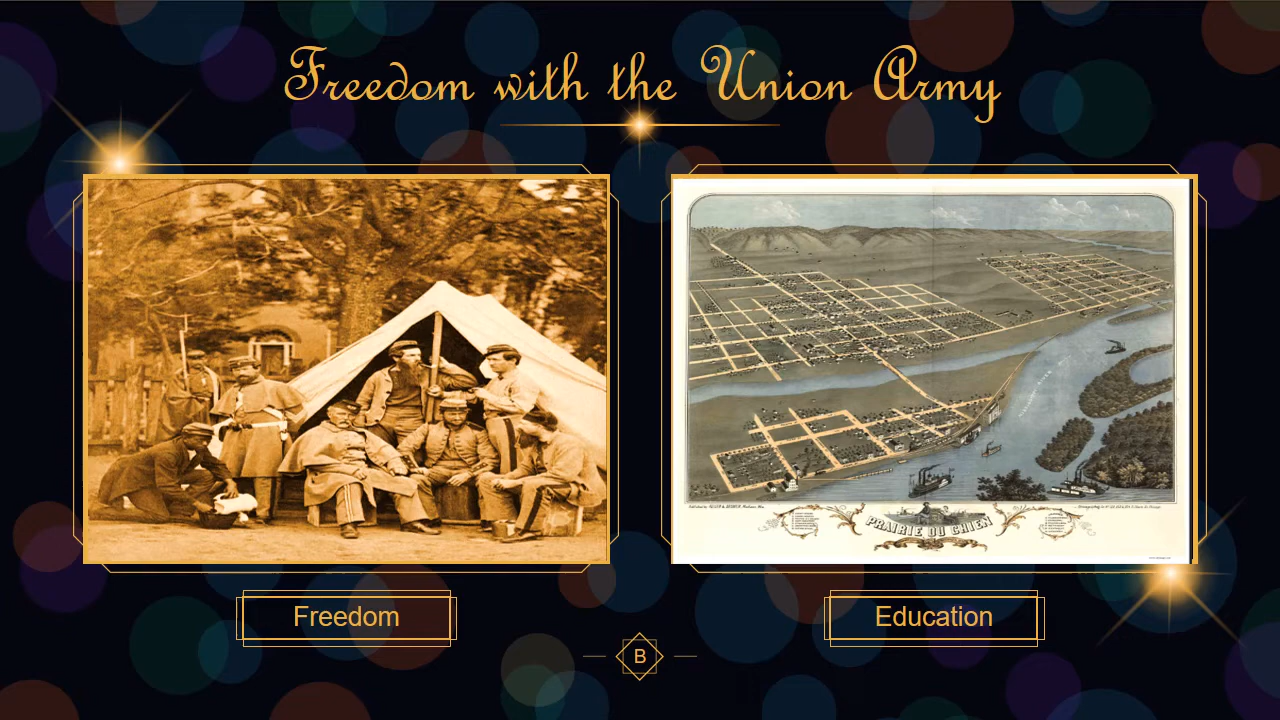 Freedom with the Union Army
PRAIRIE DU CHIEN
Freedom
Education
B